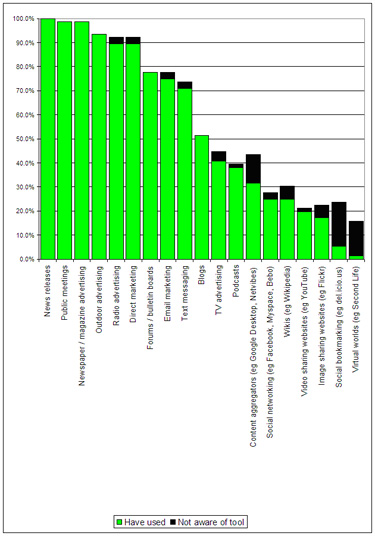 100.0%
90.0%
80.0%
70.0%
60.0%
50.0%
40.0%
30.0%
20.0%
10.0%
0.0%
News releases
Public meetings
Newspaper / magazine advertising
Outdoor advertising
Radio advertising
Direct marketing
Forums / bulletin boards
Email marketing
Text messaging
Blogs
TV advertising
Podcasts
Content aggregators (eg Google Desktop, Netvibes)
Social networking (eg Facebook, Myspace, Bebo)
Wikis (eg Wikipedia)
Video sharing websites (eg YouTube)
Image sharing websites (eg Flickr)
Social bookmarking (eg del.icio.us)
Virtual worlds (eg Second Life)
Have used Not aware of tool